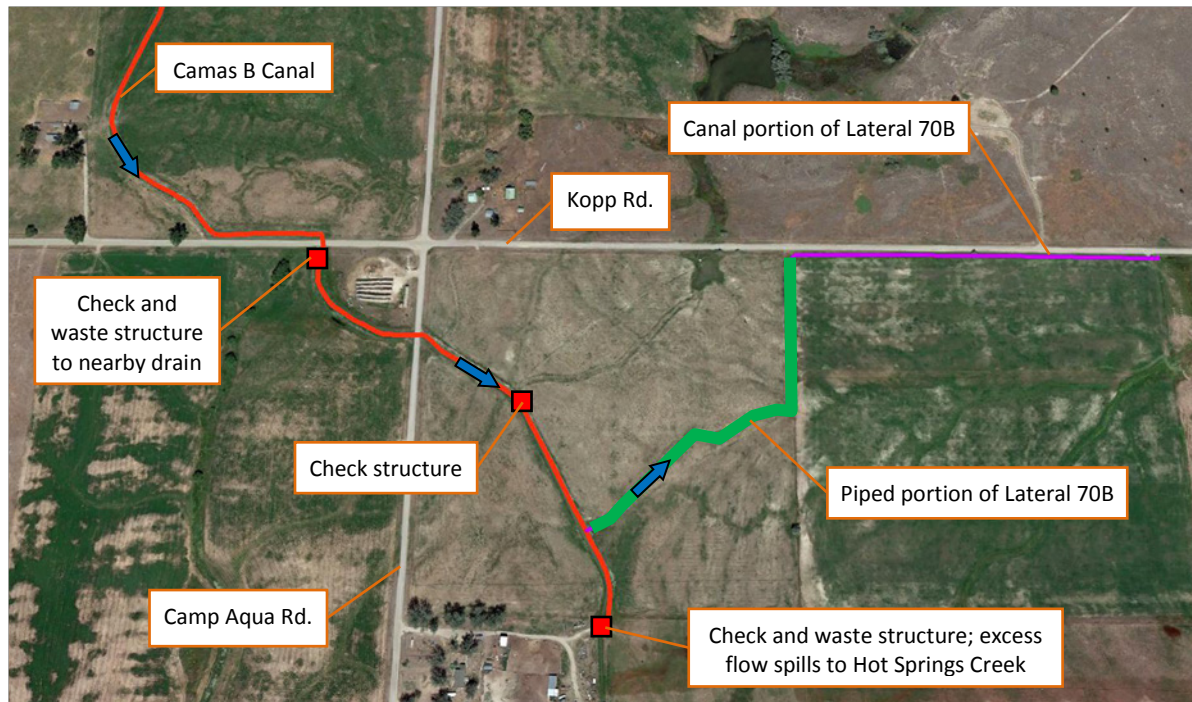 Camas B Canal
Canal portion of Lateral 70B
Kopp Rd.
Check and
waste structure
to nearby drain
Check structure
Piped portion of Lateral 70B
Camp Aqua Rd.
Check and waste structure; excess
flow spills to Hot Springs Creek